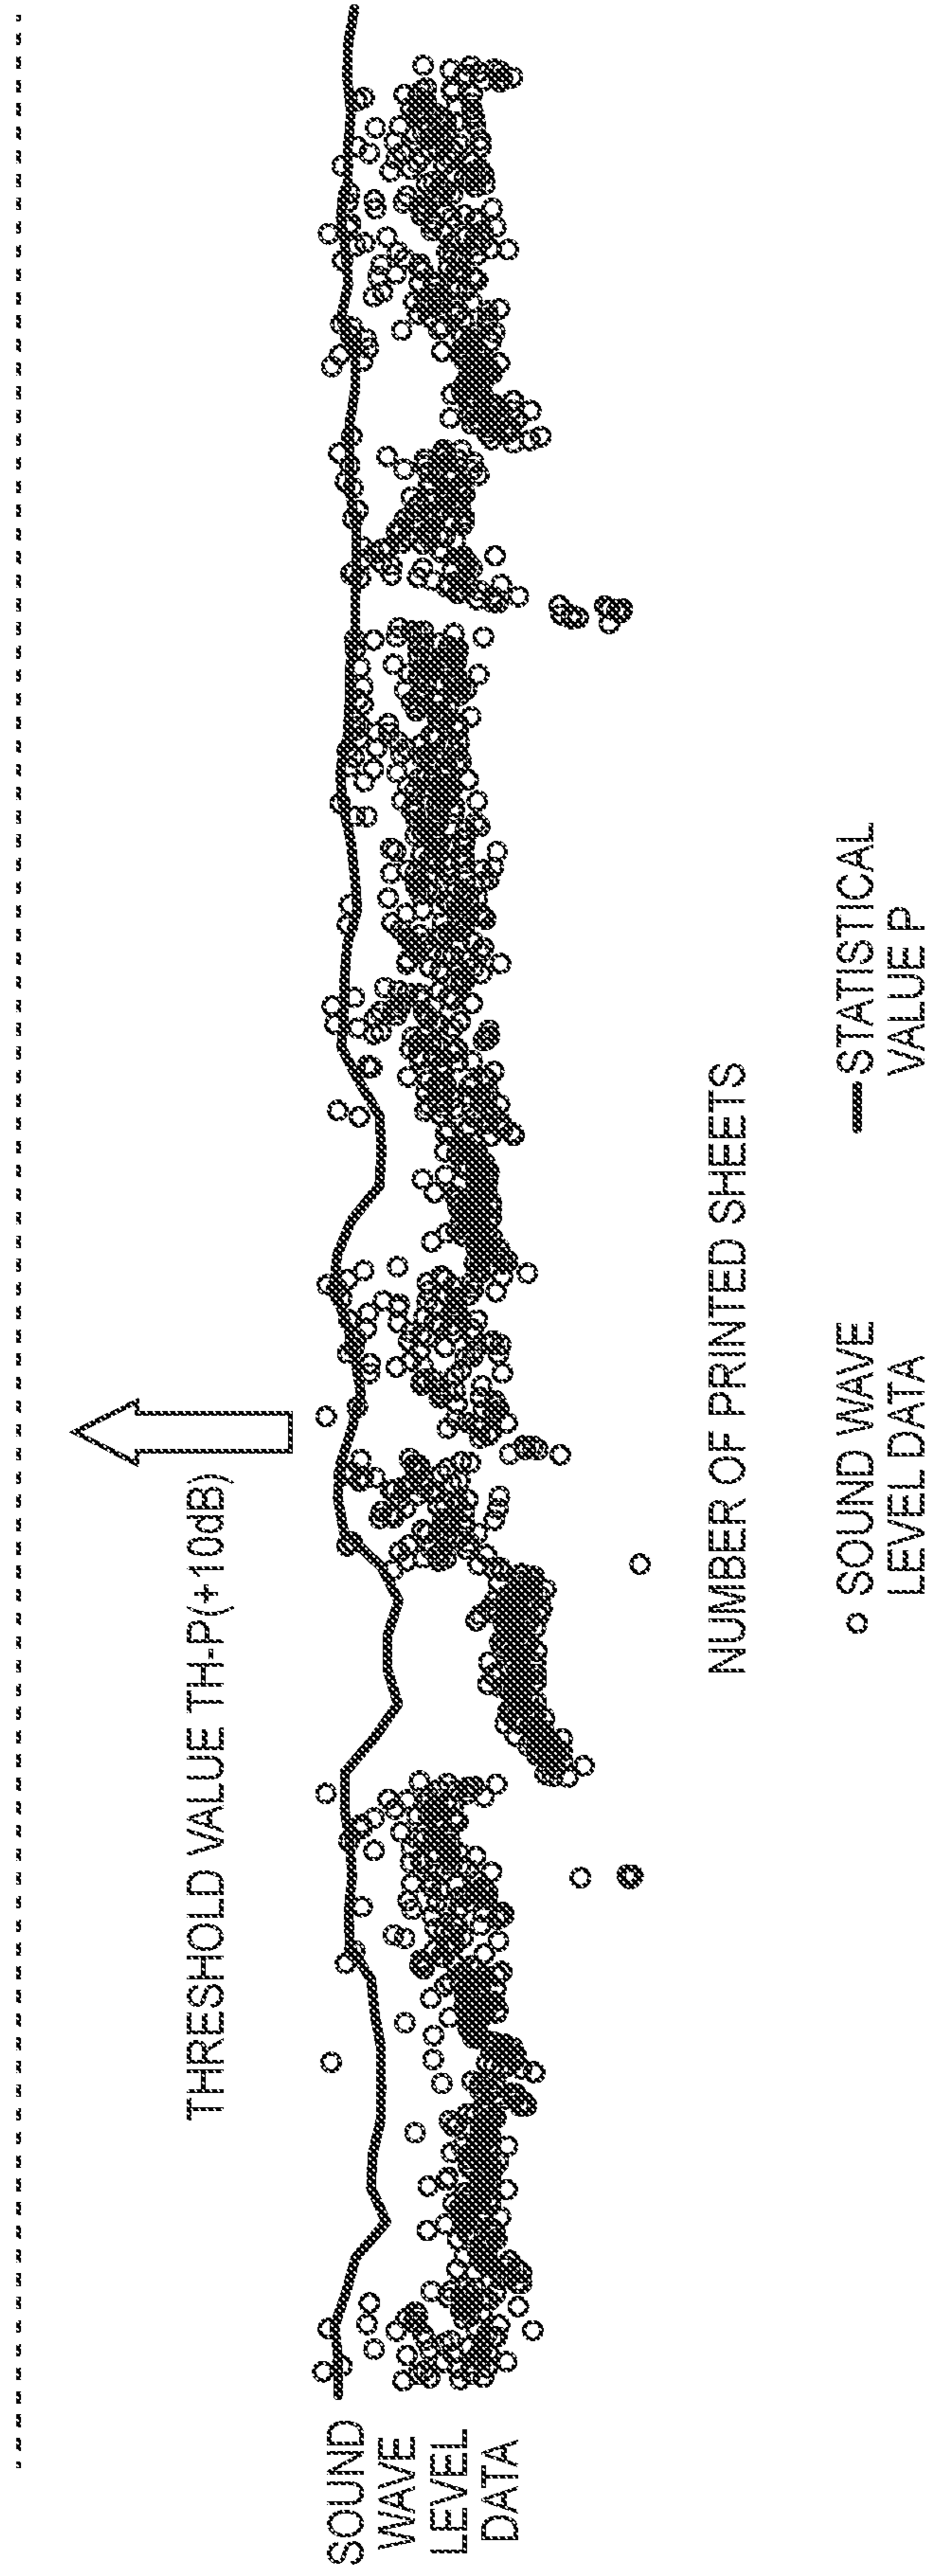 THRESHOLD VALUE TH-P(+10dB)
SOUND
WAVE
LEVEL
DATA
NUMBER OF PRINTED SHEETS
SOUND WAVE
LEVEL DATA
STATISTICAL
VALUE P